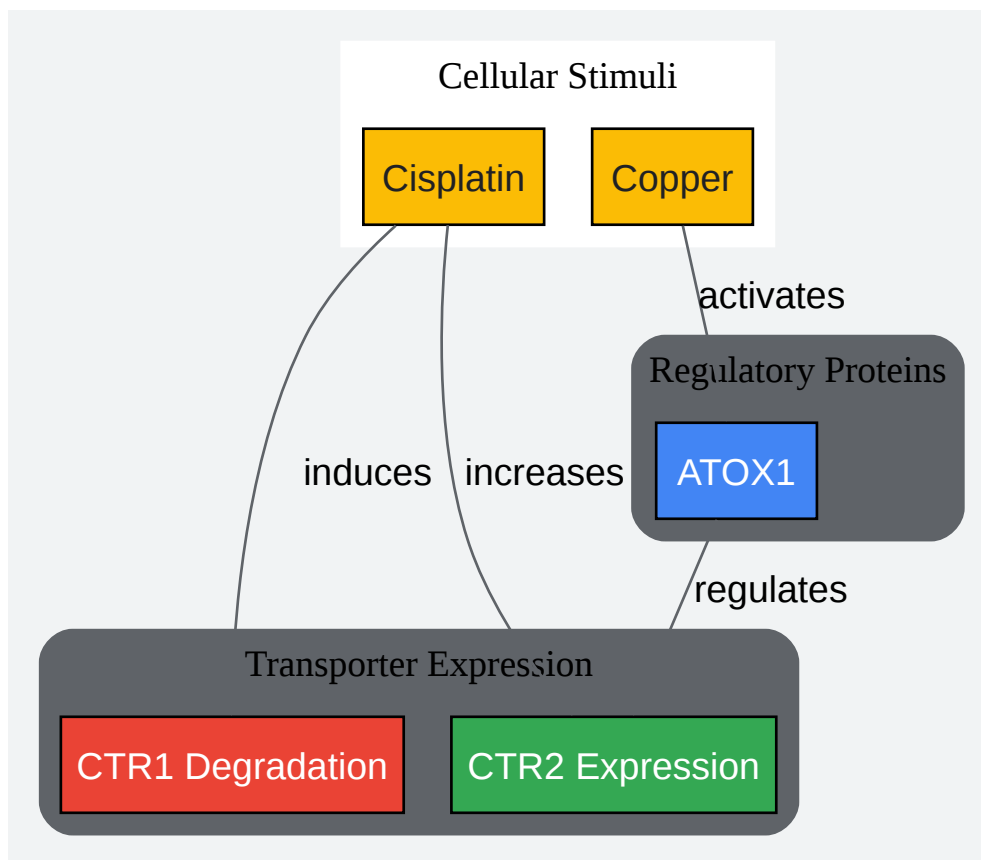 Cellular Stimuli
Cisplatin
Copper
activates
Regulatory Proteins
ATOX1
induces
increases
regulates
Transporter Expression
CTR1 Degradation
CTR2 Expression